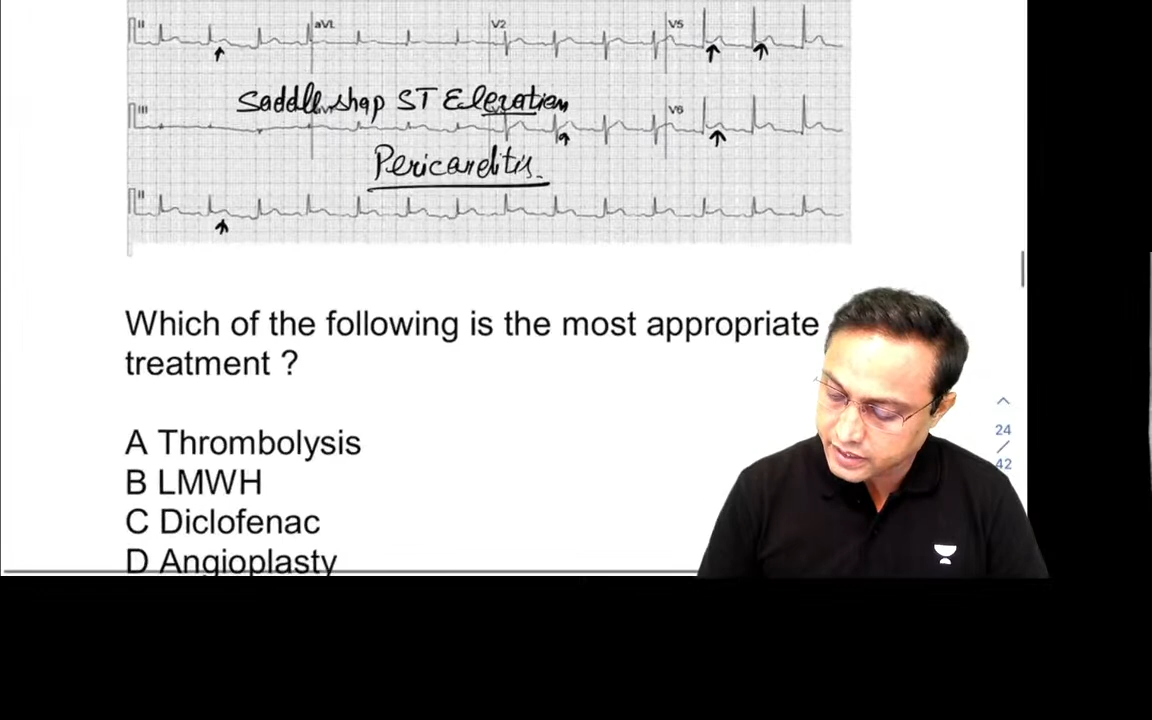 II aVL V2 V5
Saddle shap ST Elevation
III V6
Pericarditis.
II
Which of the following is the most appropriate
treatment ?
A Thrombolysis
B LMWH
C Diclofenac
D Angioplasty
24
/
42